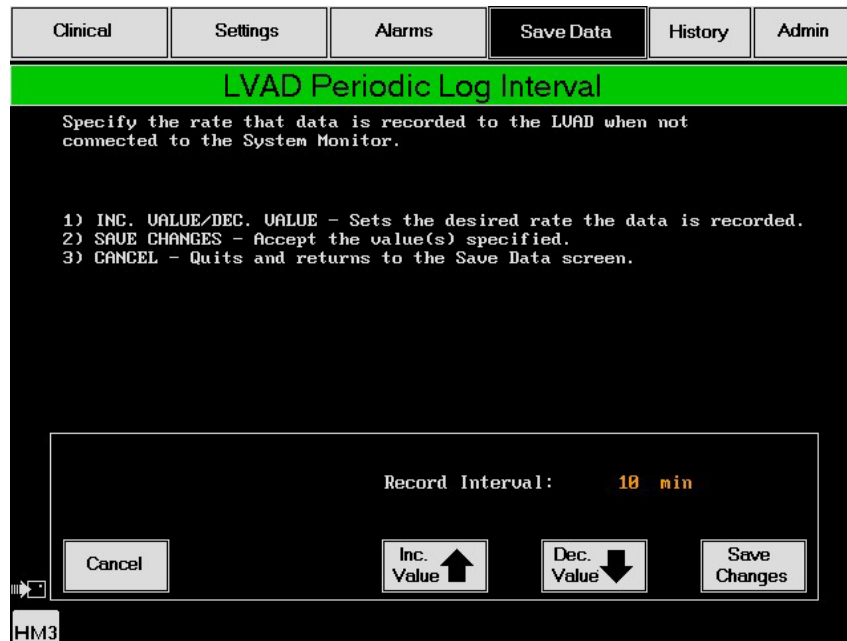 Clinical Settings Alarms Save Data History Admin
LVAD Periodic Log Interval
Specify the rate that data is recorded to the LVAD when not
connected to the System Monitor.
1) INC. VALUE/DEC. VALUE - Sets the desired rate the data is recorded.
2) SAVE CHANGES - Accept the value(s) specified.
3) CANCEL - Quits and returns to the Save Data screen.
Record Interval: 10 min
Cancel
Inc.
Value
Dec.
Value
Save
Changes
HM3